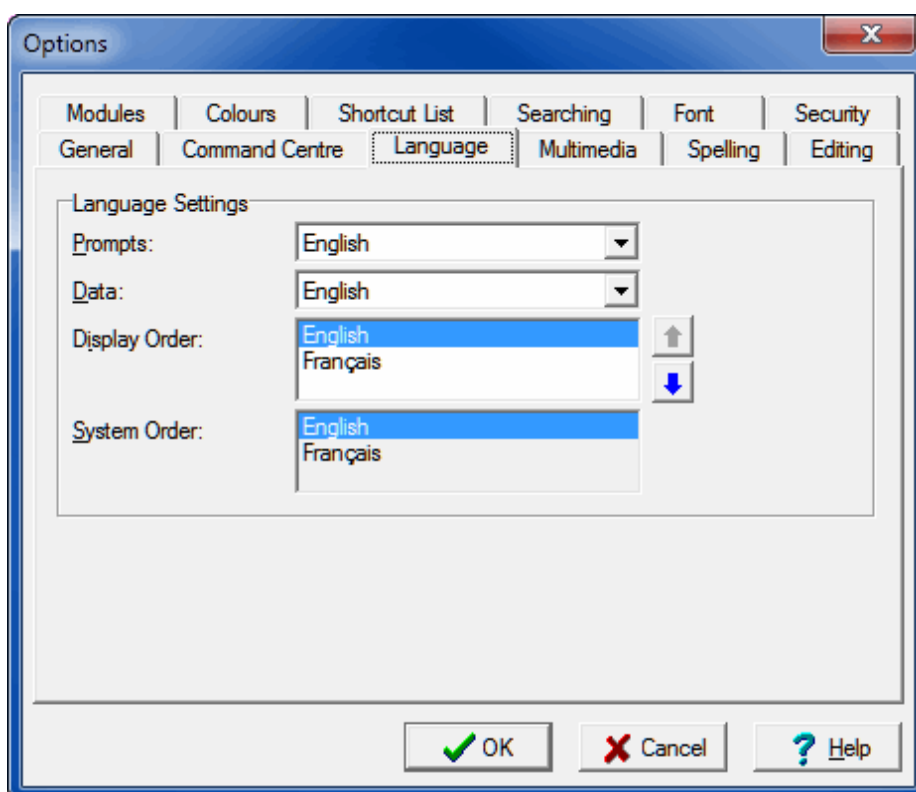 Options
Modules Colours Shortcut List Searching Font Security
General Command Centre Language Multimedia Spelling Editing
Language Settings
Prompts: English
Data: English
Display Order: English
Français
System Order: English
Français
OK Cancel Help